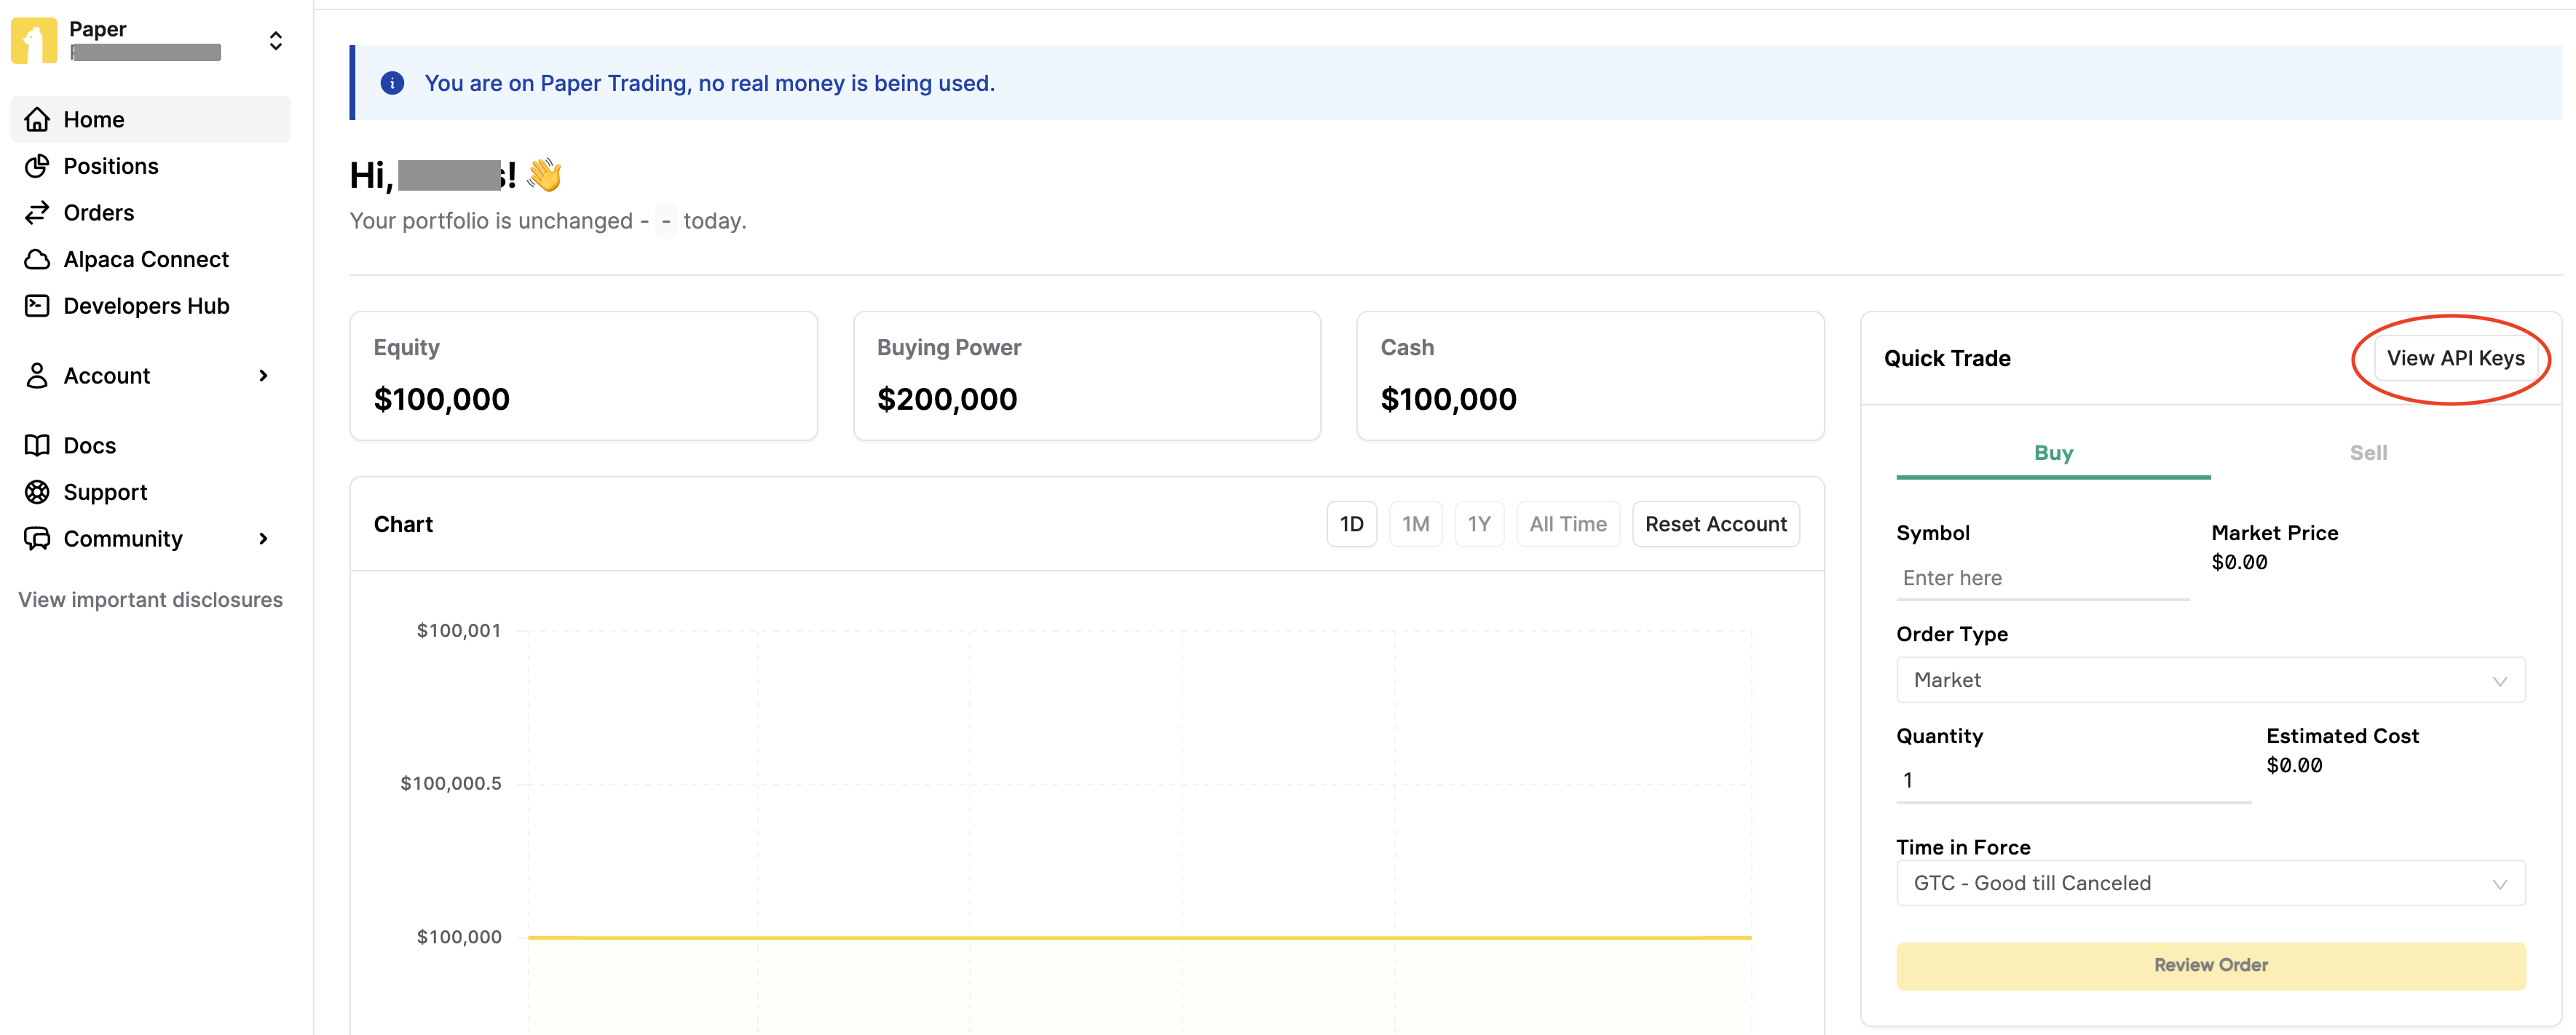 Paper
Home
Positions
Orders
Alpaca Connect
Developers Hub
Account
Docs
Support
Community
View important disclosures
You are on Paper Trading, no real money is being used.
Hi, ! 👋
Your portfolio is unchanged - - today.
Equity
$100,000
Buying Power
$200,000
Cash
$100,000
Chart
1D 1M 1Y All Time Reset Account
$100,001
$100,000.5
$100,000
Quick Trade
View API Keys
Buy
Sell
Symbol
Enter here
Market Price
$0.00
Order Type
Market
Quantity
1
Estimated Cost
$0.00
Time in Force
GTC - Good till Canceled
Review Order